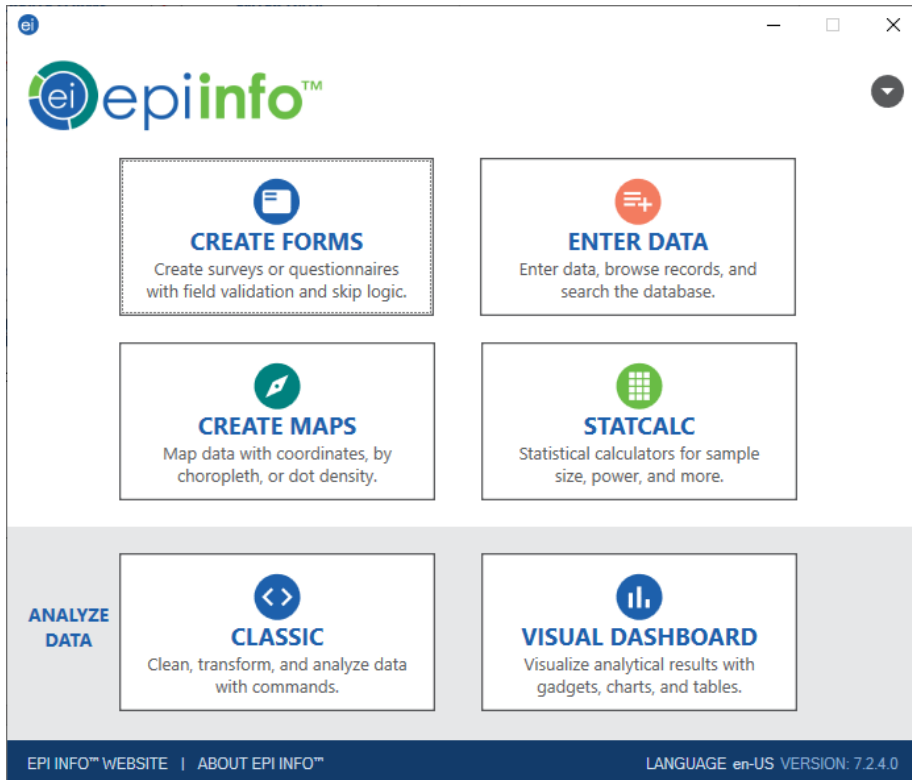 ei
ei epiinfo™
CREATE FORMS
Create surveys or questionnaires
with field validation and skip logic.
ENTER DATA
Enter data, browse records, and
search the database.
CREATE MAPS
Map data with coordinates, by
choropleth, or dot density.
STATCALC
Statistical calculators for sample
size, power, and more.
ANALYZE
DATA
CLASSIC
Clean, transform, and analyze data
with commands.
VISUAL DASHBOARD
Visualize analytical results with
gadgets, charts, and tables.
EPI INFO™ WEBSITE | ABOUT EPI INFO™
LANGUAGE en-US VERSION: 7.2.4.0